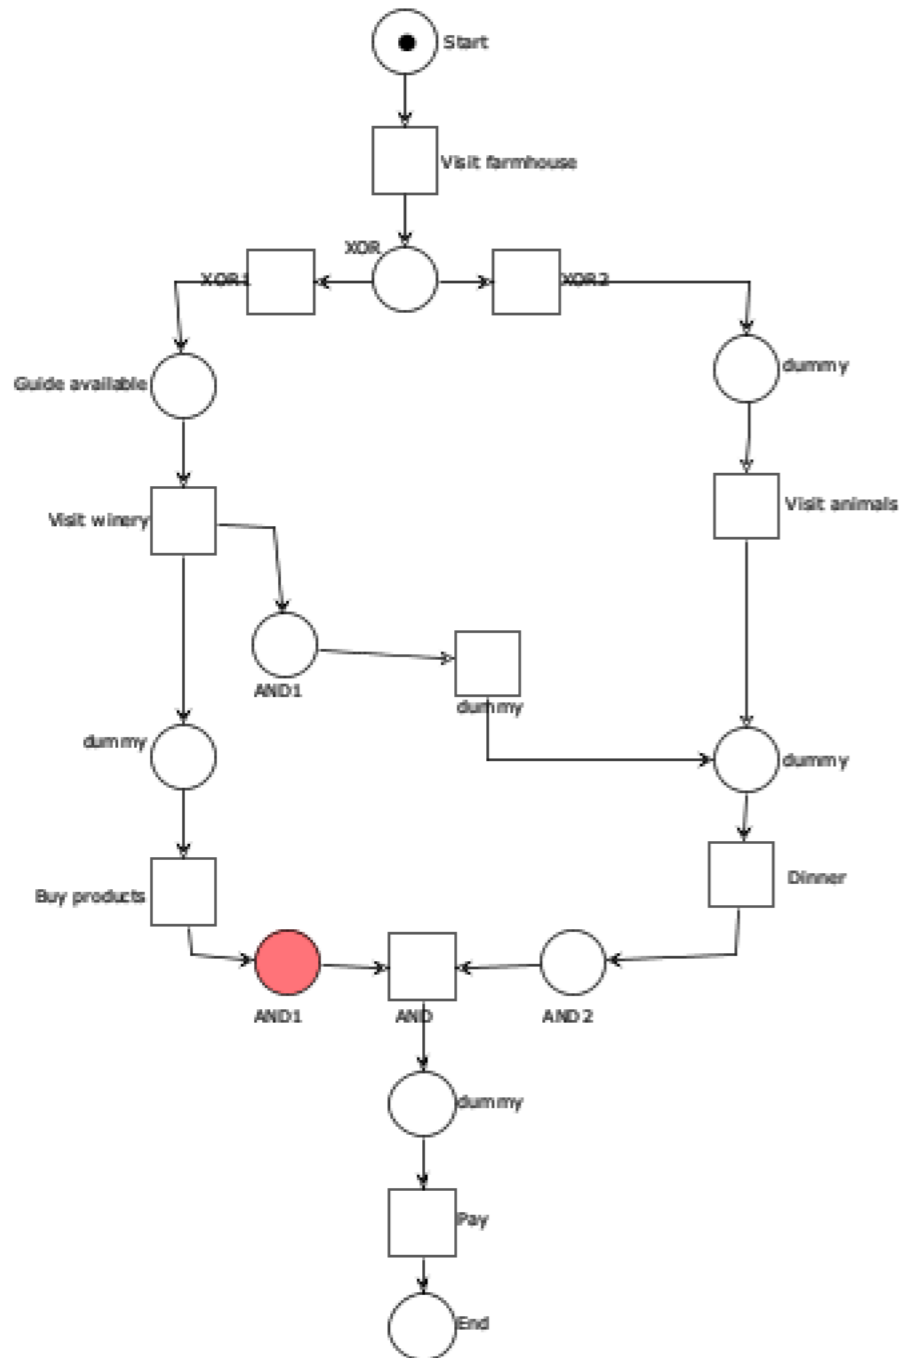 Start
Visit farmhouse
XOR
XOR1
XOR2
Guide available
dummy
Visit winery
Visit animals
AND1
dummy
dummy
dummy
Buy products
Dinner
AND1
AND
AND2
dummy
Pay
End